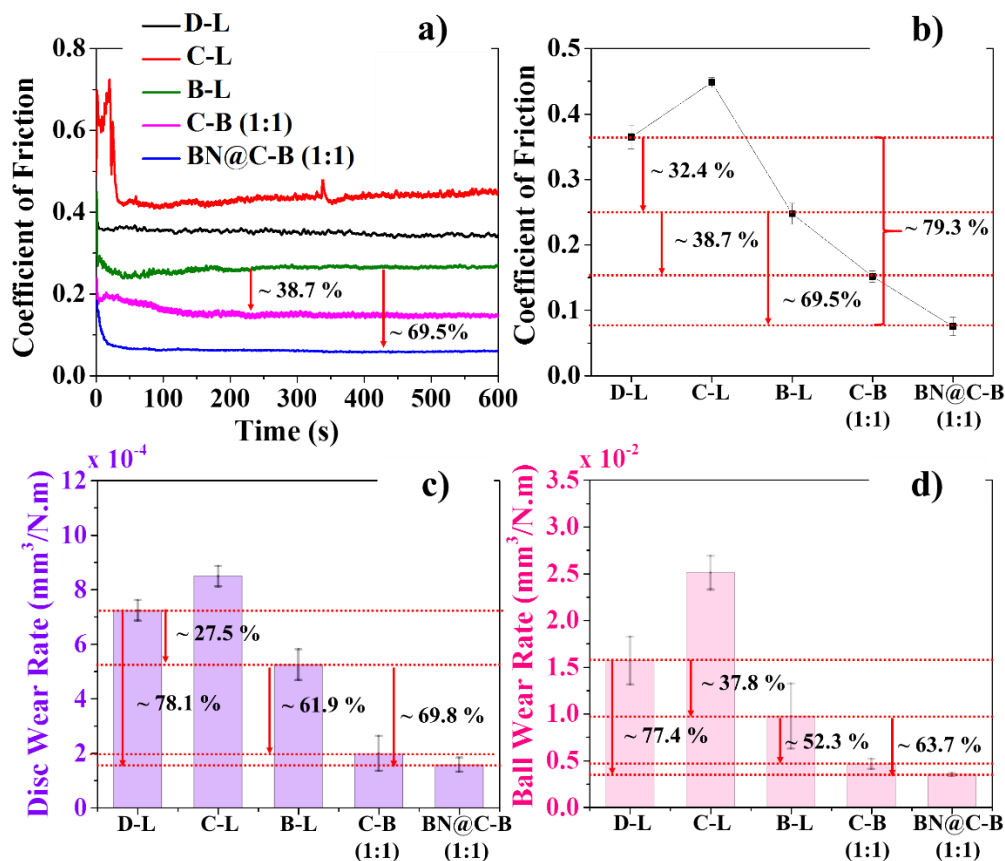 a)
D-L
C-L
B-L
C-B (1:1)
BN@C-B (1:1)
Coefficient of Friction
0.8
0.6
0.4
0.2
0.0
~ 38.7 %
~ 69.5%
0 100 200 300 400 500 600
Time (s)
b)
Coefficient of Friction
0.5
0.4
0.3
0.2
0.1
0.0
~ 32.4 %
~ 38.7 %
~ 79.3 %
~ 69.5%
D-L C-L B-L C-B BN@C-B
(1:1) (1:1)
x 10-4
c)
Disc Wear Rate (mm3/N.m)
12
10
8
6
4
2
0
~ 27.5 %
~ 78.1 %
~ 61.9 %
~ 69.8 %
D-L C-L B-L C-B BN@C-B
(1:1) (1:1)
x 10-2
d)
Ball Wear Rate (mm3/N.m)
3.5
3.0
2.5
2.0
1.5
1.0
0.5
0.0
~ 37.8 %
~ 77.4 %
~ 52.3 %
~ 63.7 %
D-L C-L B-L C-B BN@C-B
(1:1) (1:1)